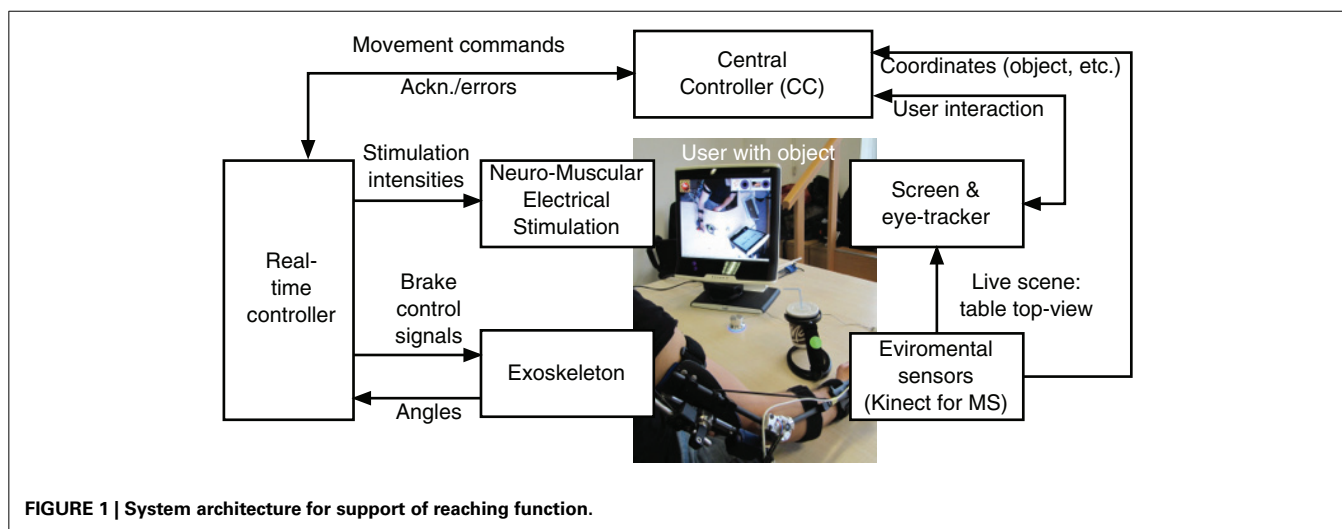 Movement commands
Ackn./errors
Central
Controller (CC)
Coordinates (object, etc.)
User interaction
Real-
time
controller
Stimulation
intensities
Neuro-Muscular
Electrical
Stimulation
User with object
Screen &
eye-tracker
Brake
control
signals
Live scene:
table top-view
Exoskeleton
Angles
Eviromental
sensors
(Kinect for MS)
FIGURE 1 | System architecture for support of reaching function.